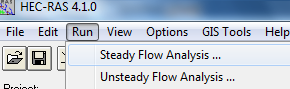 HEC-RAS 4.1.0
File Edit Run View Options GIS Tools Help
Steady Flow Analysis ...
Unsteady Flow Analysis ...